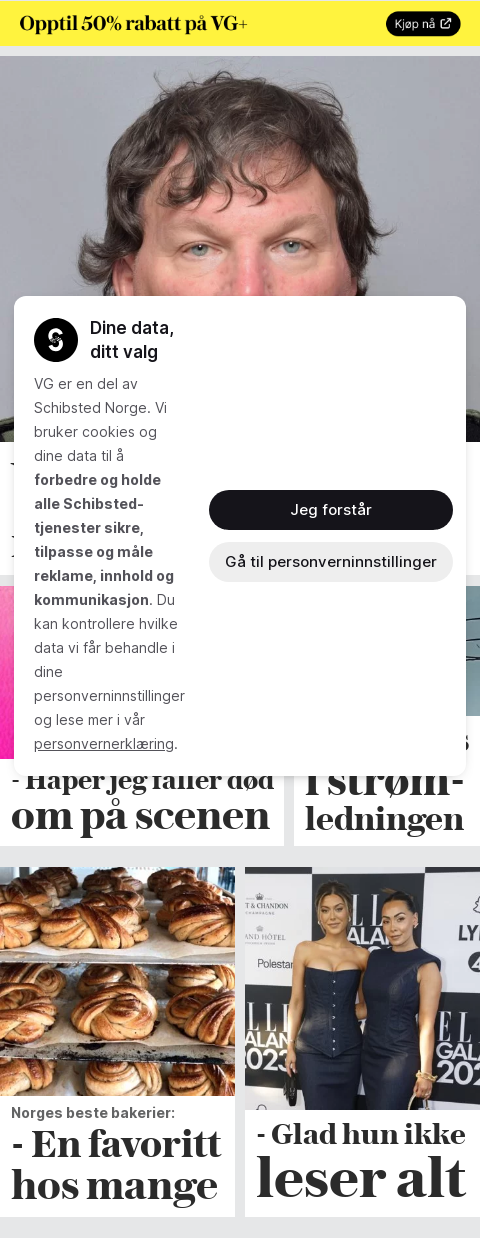 Opptil 50% rabatt på VG+
Kjøp nå
Dine data,
ditt valg
VG er en del av
Schibsted Norge. Vi
bruker cookies og
dine data til å
forbedre og holde
alle Schibsted-
tjenester sikre,
tilpasse og måle
reklame, innhold og
kommunikasjon. Du
kan kontrollere hvilke
data vi får behandle i
dine
personverninnstillinger
og lese mer i vår
personvernerklæring.
Jeg forstår
Gå til personverninnstillinger
- Håper jeg faller død
om på scenen
i strøm-
ledningen
T & CHANDON
CHAMPAGNE
AND HÔTEL
Polestar
ELLE
GALAN
2023
ELLE
GALAN
2023
LY
Norges beste bakerier:
- En favoritt
hos mange
- Glad hun ikke
leser alt